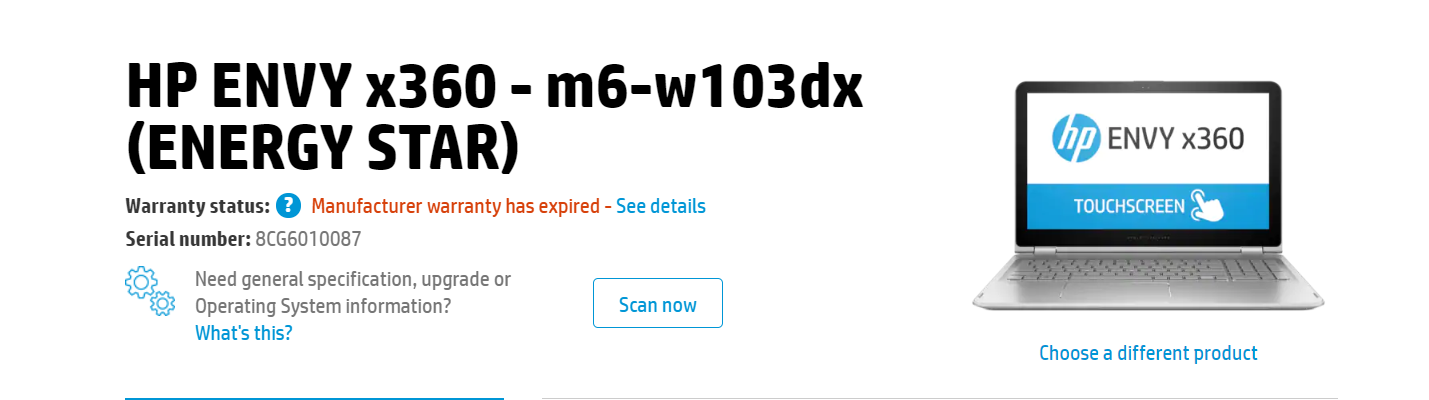 HP ENVY x360 - m6-w103dx
(ENERGY STAR)
Warranty status: ? Manufacturer warranty has expired - See details
Serial number: 8CG6010087
Need general specification, upgrade or
Operating System information?
What's this?
Scan now
hp ENVY x360
TOUCHSCREEN
Choose a different product